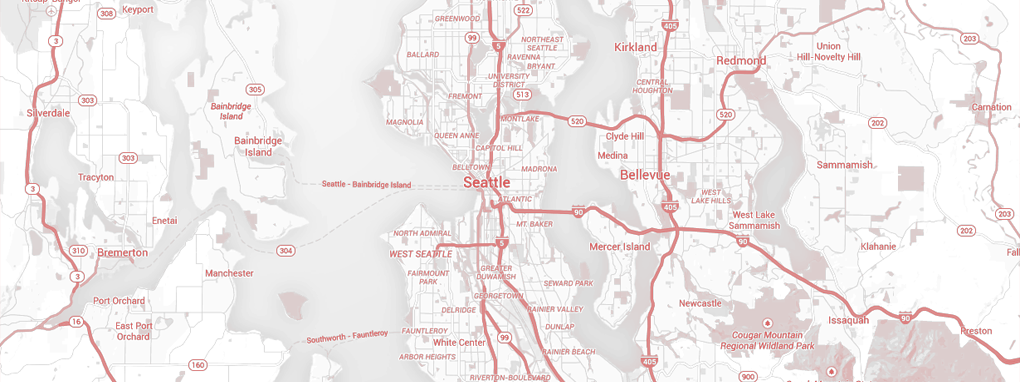 Keyport
308
3
303
Silverdale
305
Bainbridge
Island
303
Bainbridge
Island
Tracyton
3
Seattle - Bainbridge Island
Enetai
310
Bremerton
304
3
Manchester
Port Orchard
16
East Port
Orchard
160
Southworth - Fauntleroy
522
GREENWOOD
99
5
NORTHEAST
SEATTLE
BALLARD
RAVENNA
BRYANT
UNIVERSITY
DISTRICT
FREMONT
513
MAGNOLIA
MONTLAKE
QUEEN ANNE
CAPITOL HILL
BELLTOWN
MADRONA
Seattle
ATLANTIC
90
MT. BAKER
NORTH ADMIRAL
WEST SEATTLE
5
FAIRMOUNT
PARK
GREATER
DUWAMISH
SEWARD PARK
GEORGETOWN
DELRIDGE
RAINIER VALLEY
DUNLAP
FAUNTLEROY
White Center
99
RAINIER BEACH
ARBOR HEIGHTS
RIVERTON-BOULEVARD
405
Kirkland
CENTRAL
HOUGHTON
Redmond
Union
Hill-Novelty Hill
203
520
520
Clyde Hill
Medina
Bellevue
WEST
LAKE HILLS
405
West Lake
Sammamish
90
Mercer Island
Newcastle
Cougar Mountain
Regional Wildland Park
405
900
Carnation
202
Sammamish
203
202
Klahanie
Fall
Issaquah
90
Preston